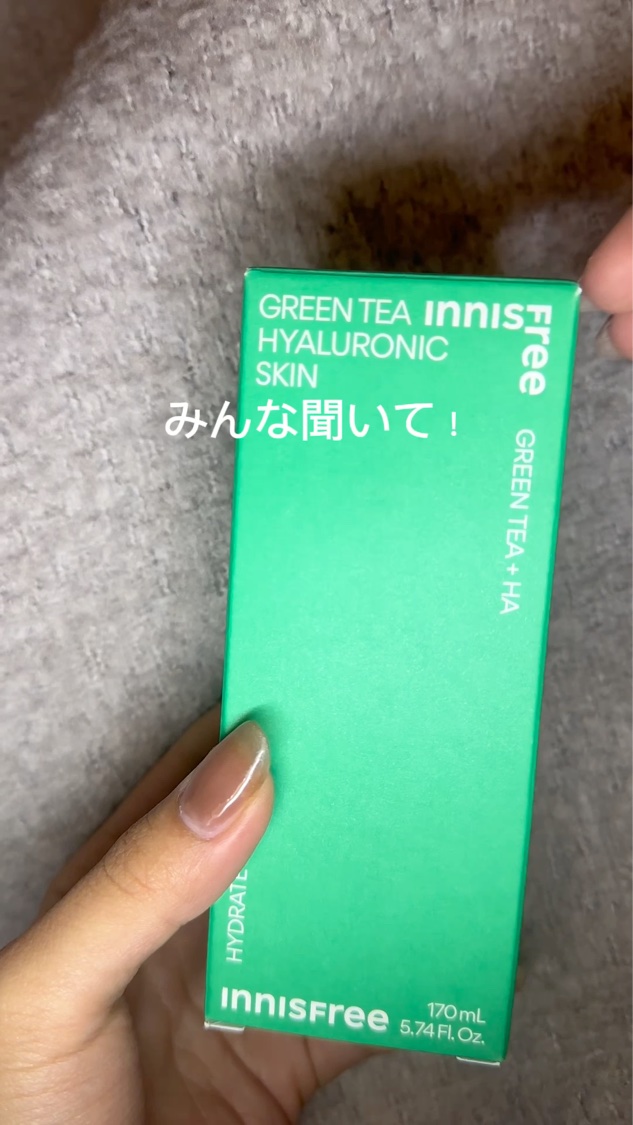 GREEN TEA
HYALURONIC
SKIN
INNISFree
みんな聞いて！
GREEN TEA + HA
HYDRATE
INNISFree
170 mL
5.74 Fl. Oz.